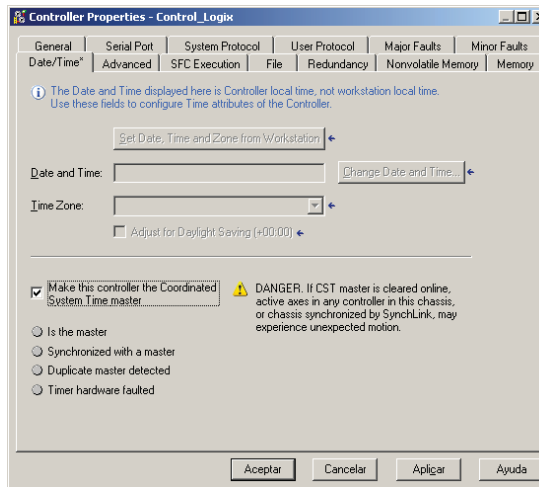 Controller Properties - Control_Logix
General Serial Port System Protocol User Protocol Major Faults Minor Faults
Date/Time* Advanced SFC Execution File Redundancy Nonvolatile Memory Memory
The Date and Time displayed here is Controller local time, not workstation local time.
Use these fields to configure Time attributes of the Controller.
Set Date, Time and Zone from Workstation
Date and Time: Change Date and Time...
Time Zone:
Adjust for Daylight Saving (+00:00)
Make this controller the Coordinated
System Time master
DANGER. If CST master is cleared online,
active axes in any controller in this chassis,
or chassis synchronized by SynchLink, may
experience unexpected motion.
Is the master
Synchronized with a master
Duplicate master detected
Timer hardware faulted
Aceptar Cancelar Aplicar Ayuda